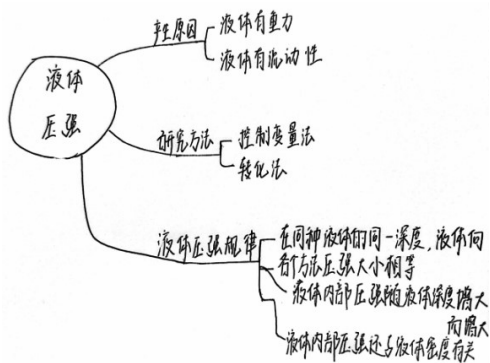 液体
压强
产生原因
液体有重力
液体有流动性
研究方法
控制变量法
转化法
液体压强规律
在同种液体的同一深度，液体向
各个方法压强大小相等
液体内部压强随液体深度增大
而增大
液体内部压强还与液体密度有关